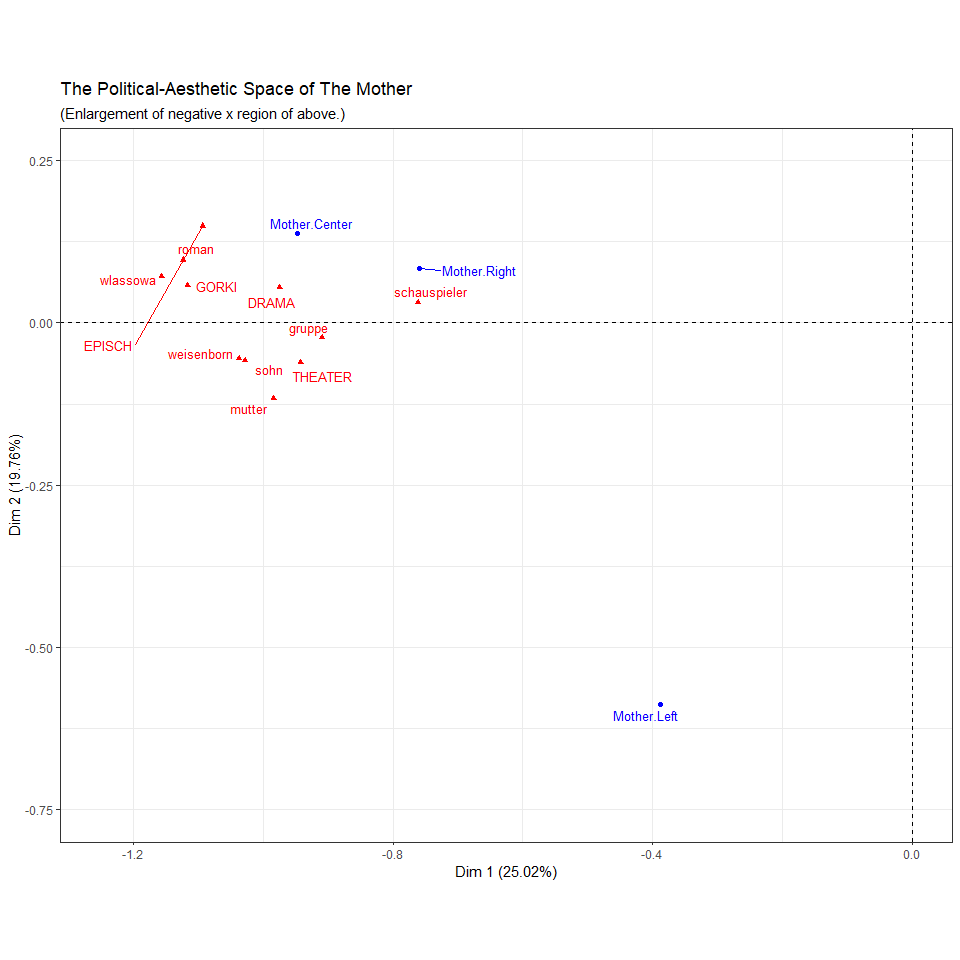 The Political-Aesthetic Space of The Mother
(Enlargement of negative x region of above.)
0.25
Mother.Center
roman
Mother.Right
wlassowa
GORKI
schauspieler
DRAMA
0.00
gruppe
EPISCH
weisenborn
sohn
THEATER
mutter
Dim 2 (19.76%)
-0.25
-0.50
Mother.Left
-0.75
-1.2
-0.8
-0.4
0.0
Dim 1 (25.02%)